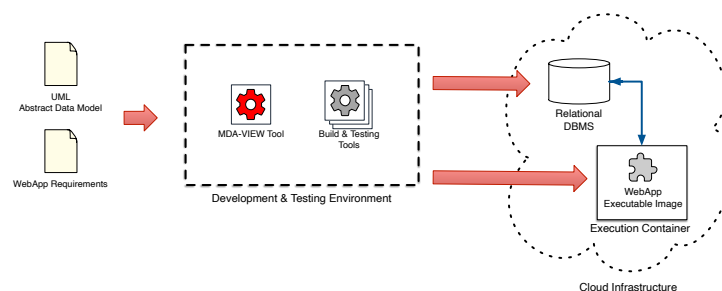 UML
Abstract Data Model
WebApp Requirements
MDA-VIEW Tool
Build & Testing
Tools
Development & Testing Environment
Relational
DBMS
WebApp
Executable Image
Execution Container
Cloud Infrastructure